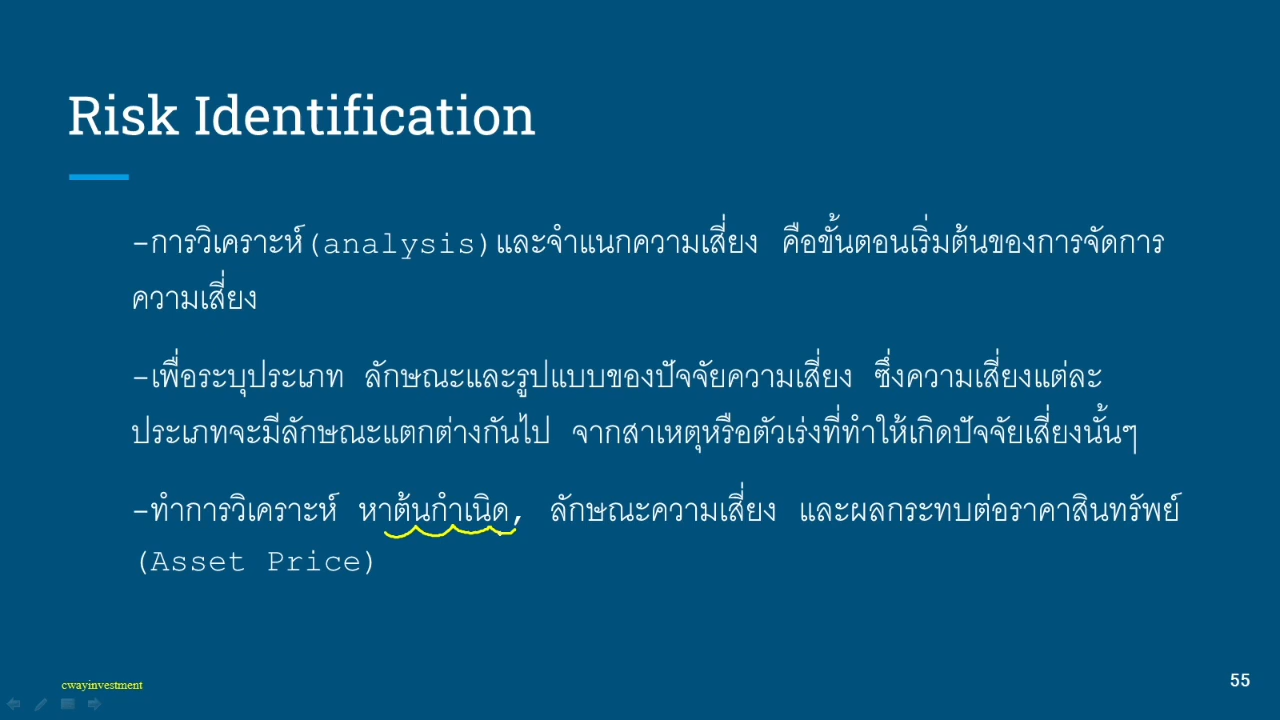 Risk Identification
-การวิเคราะห์(analysis)และจำแนกความเสี่ยง คือขั้นตอนเริ่มต้นของการจัดการ
ความเสี่ยง
-เพื่อระบุประเภท ลักษณะและรูปแบบของปัจจัยความเสี่ยง ซึ่งความเสี่ยงแต่ละ
ประเภทจะมีลักษณะแตกต่างกันไป จากสาเหตุหรือตัวเร่งที่ทำให้เกิดปัจจัยเสี่ยงนั้นๆ
-ทำการวิเคราะห์ หาต้นกำเนิด, ลักษณะความเสี่ยง และผลกระทบต่อราคาสินทรัพย์
(Asset Price)
cwayinvestment
55